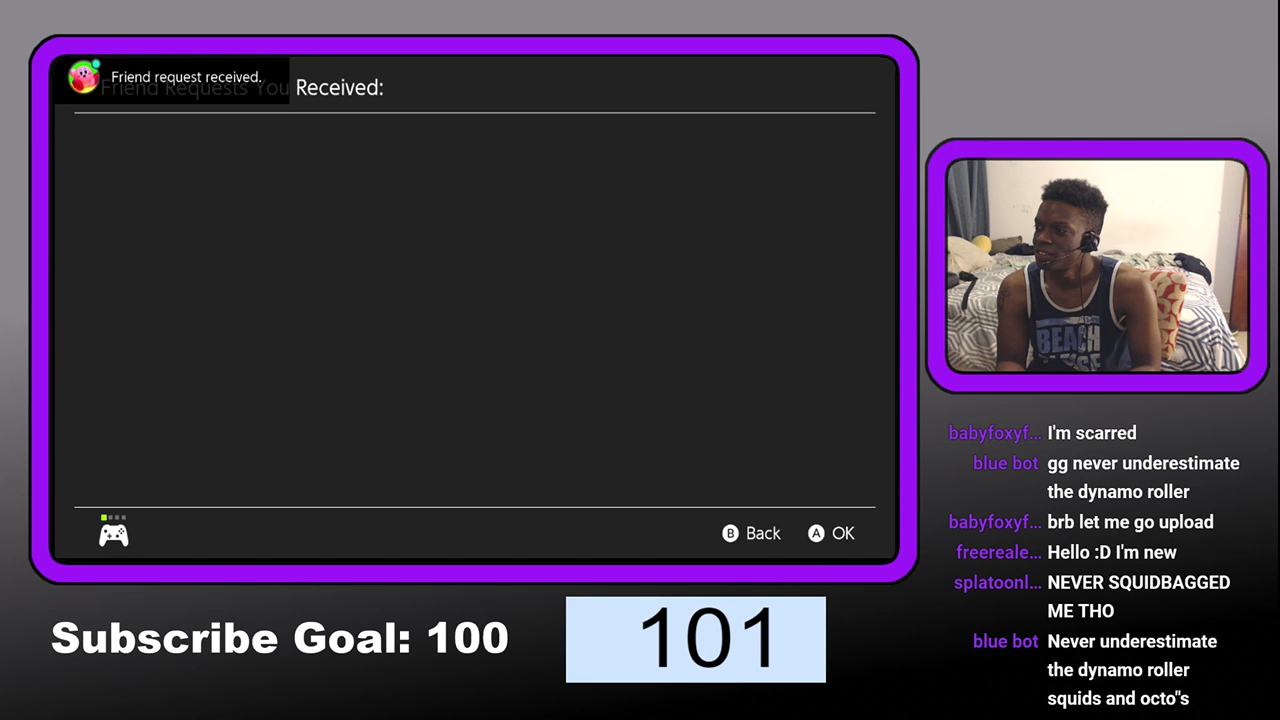 Friend request received.
Friend Requests You Received:
B Back
A OK
BEACH
babyfoxyf... I'm scarred
blue bot gg never underestimate
the dynamo roller
babyfoxyf... brb let me go upload
freereale... Hello :D I'm new
splatoonl... NEVER SQUIDBAGGED
ME THO
blue bot Never underestimate
the dynamo roller
squids and octo"s
Subscribe Goal: 100
101